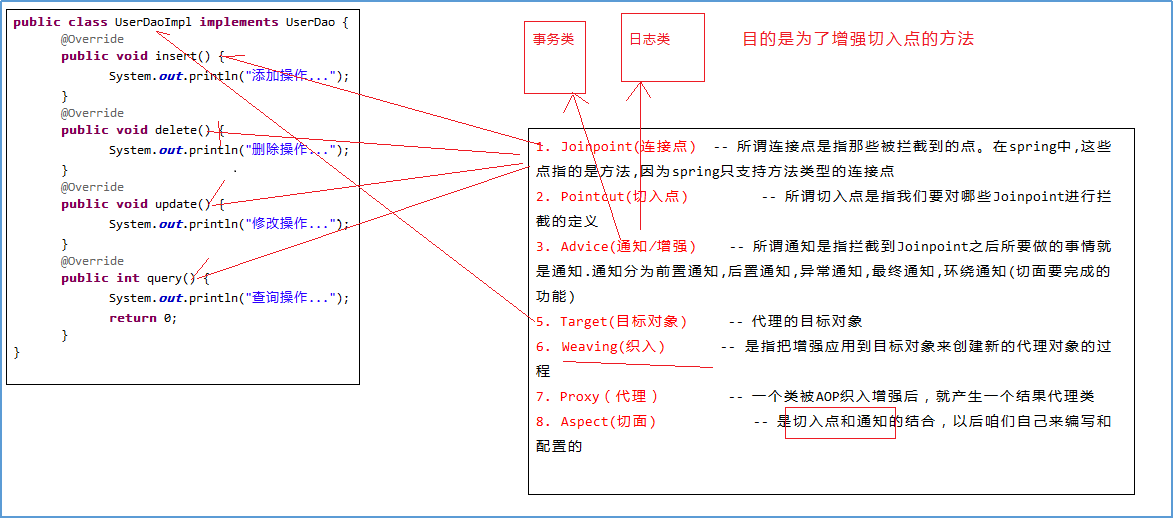 public class UserDaoImpl implements UserDao {
@Override
public void insert() {
System.out.println("添加操作...");
}
@Override
public void delete() {
System.out.println("删除操作...");
}
@Override
public void update() {
System.out.println("修改操作...");
}
@Override
public int query() {
System.out.println("查询操作...");
return 0;
}
}
事务类
日志类
目的是为了增强切入点的方法
1. Joinpoint(连接点) -- 所谓连接点是指那些被拦截到的点。在spring中,这些
点指的是方法,因为spring只支持方法类型的连接点
2. Pointcut(切入点) -- 所谓切入点是指我们要对哪些Joinpoint进行拦
截的定义
3. Advice(通知/增强) -- 所谓通知是指拦截到Joinpoint之后所要做的事情就
是通知.通知分为前置通知,后置通知,异常通知,最终通知,环绕通知(切面要完成的
功能)
5. Target(目标对象) -- 代理的目标对象
6. Weaving(织入) -- 是指把增强应用到目标对象来创建新的代理对象的过
程
7. Proxy（代理） -- 一个类被AOP织入增强后，就产生一个结果代理类
8. Aspect(切面) -- 是切入点和通知的结合，以后咱们自己来编写和
配置的